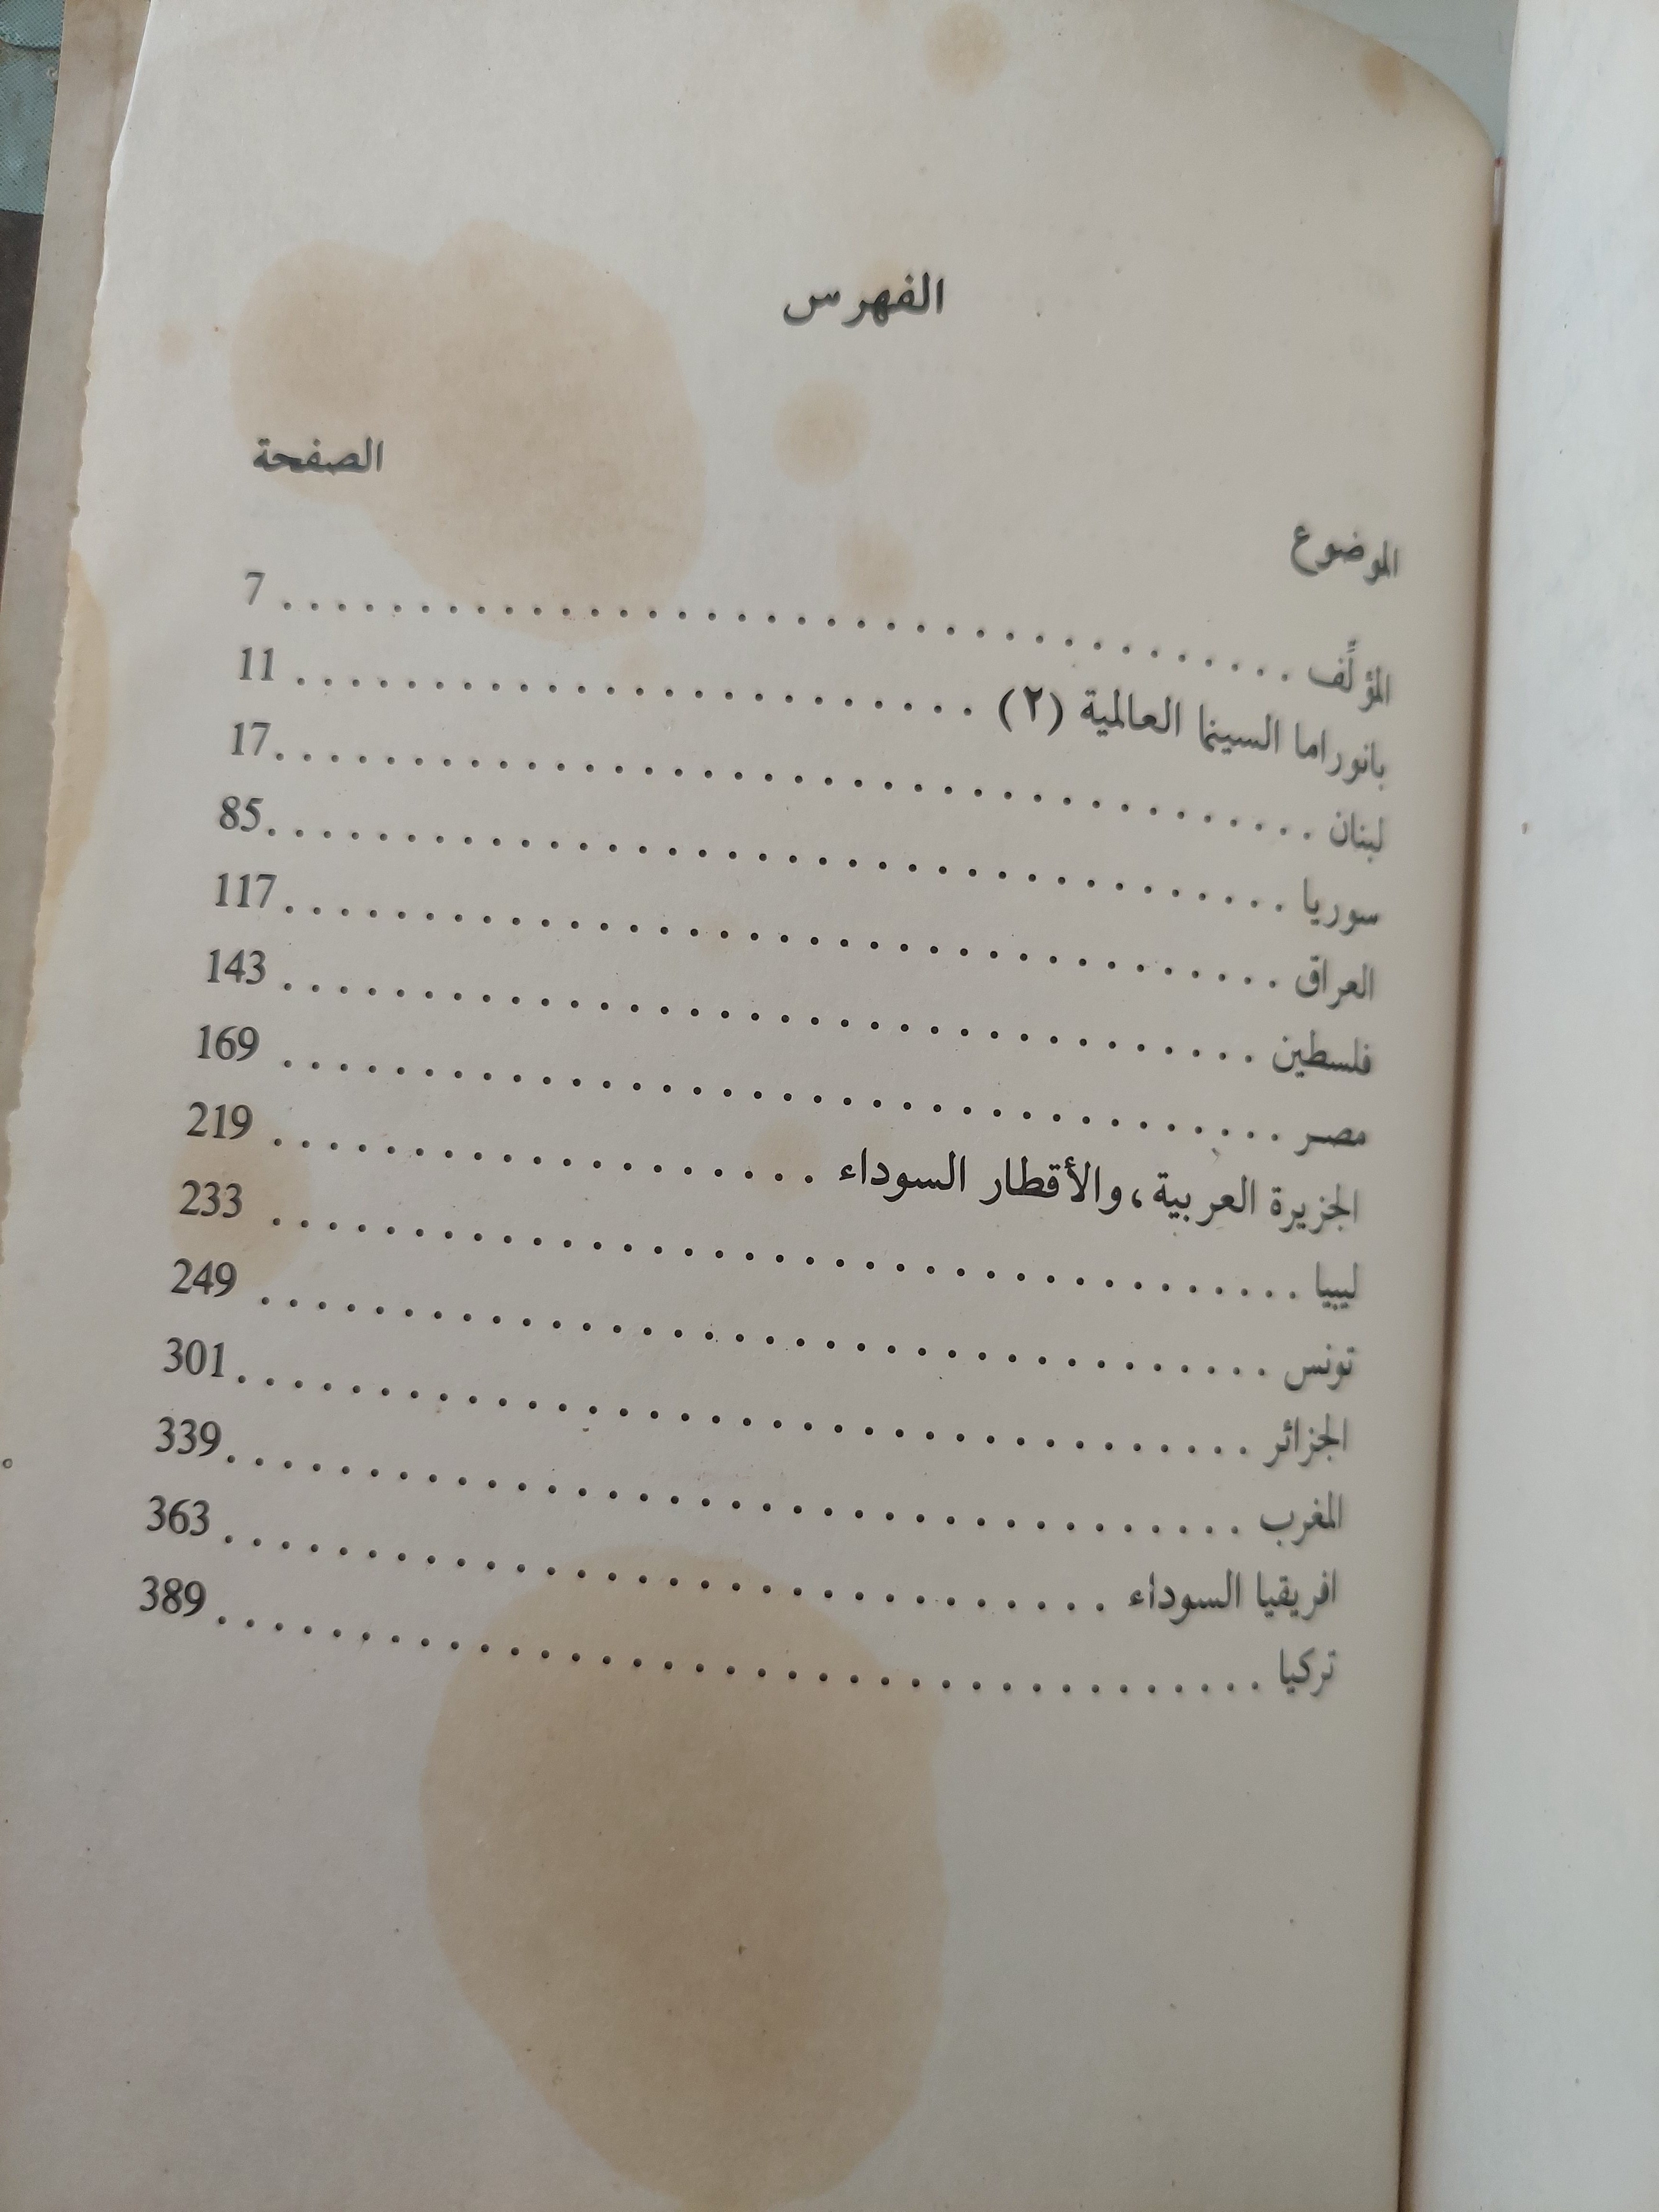 الفهرس
الموضوع الصفحة
المؤلِّف . . . . . . . . . . . . . . . . . . . . . . . . . . . . . . . . . . . 7
بانوراما السينما العالمية (٢) . . . . . . . . . . . . . . . . . . . . . . . . 11
لبنان . . . . . . . . . . . . . . . . . . . . . . . . . . . . . . . . . . . . 17
سوريا . . . . . . . . . . . . . . . . . . . . . . . . . . . . . . . . . . . 85
العراق . . . . . . . . . . . . . . . . . . . . . . . . . . . . . . . . . . 117
فلسطين . . . . . . . . . . . . . . . . . . . . . . . . . . . . . . . . . 143
مصر . . . . . . . . . . . . . . . . . . . . . . . . . . . . . . . . . . 169
الجزيرة العربية، والأقطار السوداء . . . . . . . . . . . . . . . . . . . 219
ليبيا . . . . . . . . . . . . . . . . . . . . . . . . . . . . . . . . . . . 233
تونس . . . . . . . . . . . . . . . . . . . . . . . . . . . . . . . . . . 249
الجزائر . . . . . . . . . . . . . . . . . . . . . . . . . . . . . . . . . . 301
المغرب . . . . . . . . . . . . . . . . . . . . . . . . . . . . . . . . . . 339
افريقيا السوداء . . . . . . . . . . . . . . . . . . . . . . . . . . . . . . 363
تركيا . . . . . . . . . . . . . . . . . . . . . . . . . . . . . . . . . . . 389